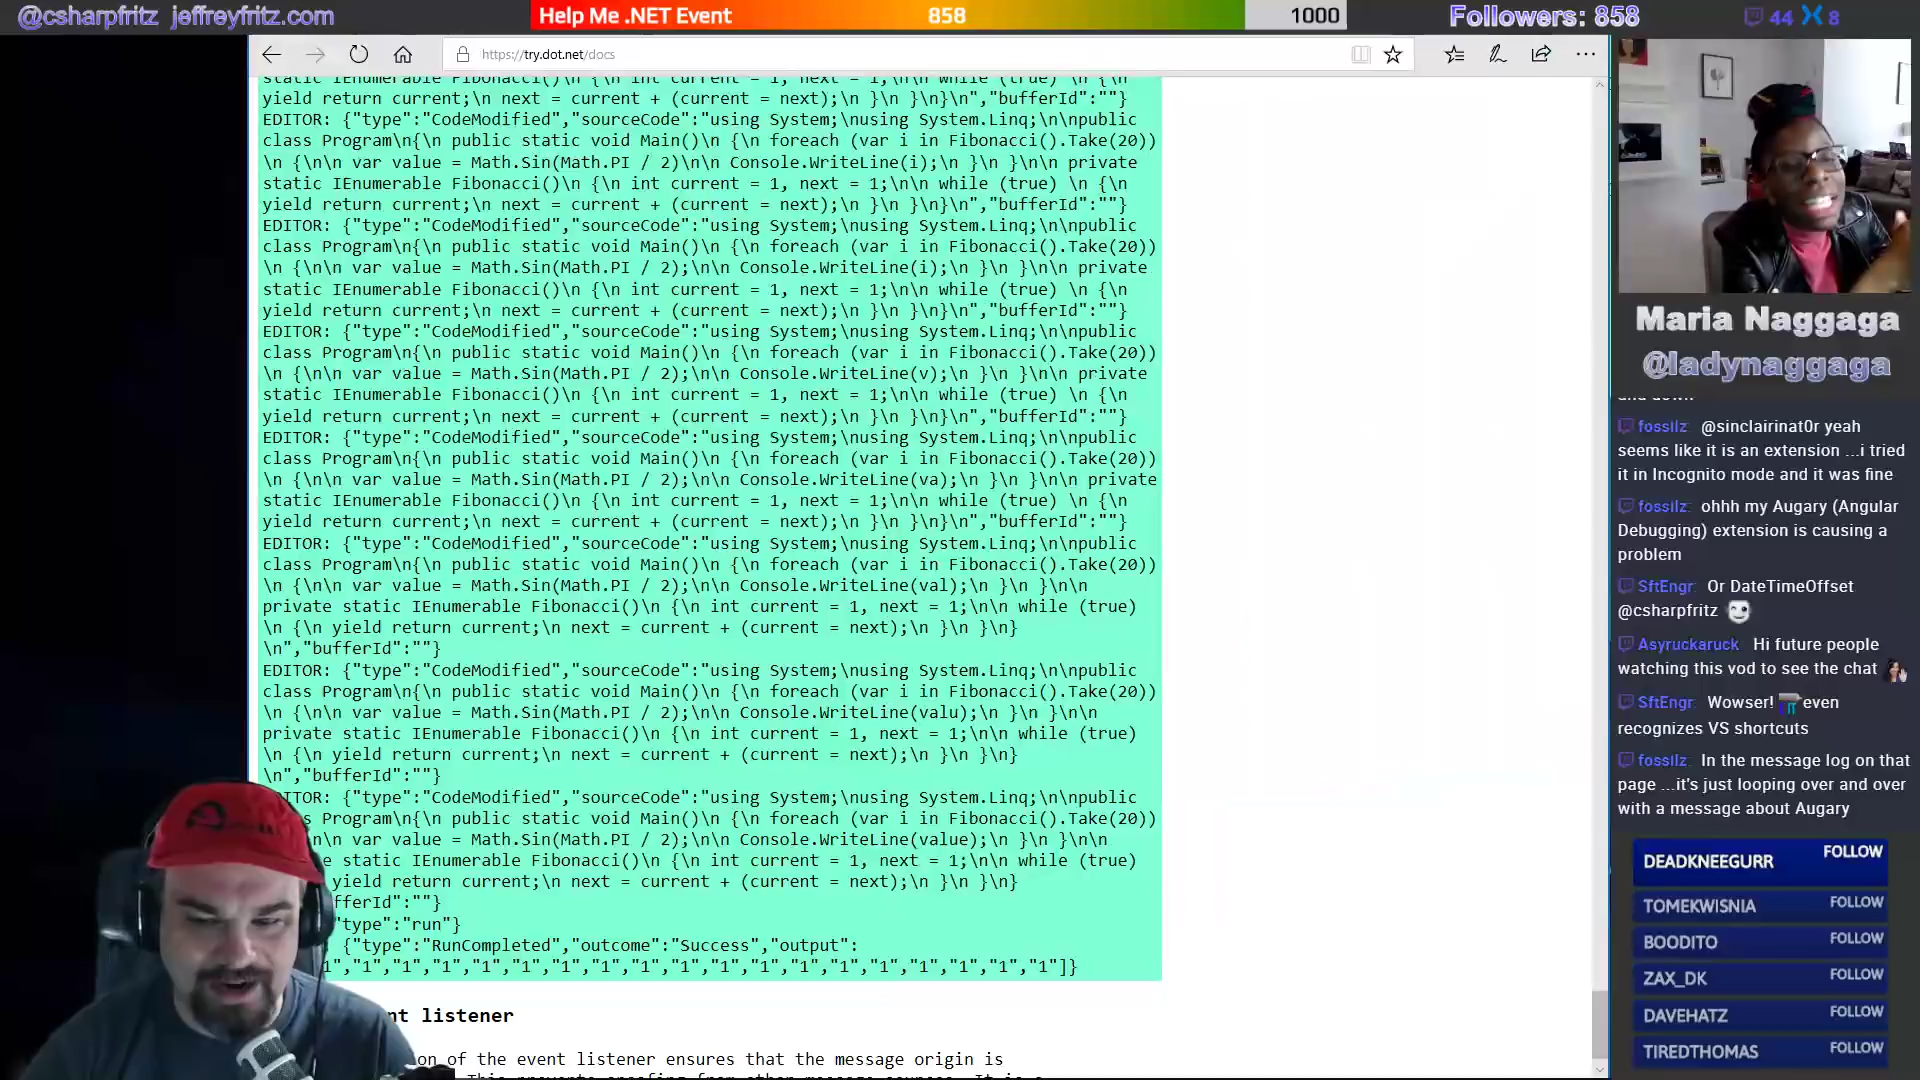 @csharpfritz jeffreyfritz.com
Help Me .NET Event 858 1000
Followers: 858
44 8
https://try.dot.net/docs
static IEnumerable Fibonacci()\n {\n int current = 1, next = 1;\n\n while (true) \n {\n
yield return current;\n next = current + (current = next);\n }\n }\n}\n","bufferId":""}
EDITOR: {"type":"CodeModified","sourceCode":"using System;\nusing System.Linq;\n\npublic
class Program\n{\n public static void Main()\n {\n foreach (var i in Fibonacci().Take(20))
\n {\n\n var value = Math.Sin(Math.PI / 2)\n\n Console.WriteLine(i);\n }\n }\n\n private
static IEnumerable Fibonacci()\n {\n int current = 1, next = 1;\n\n while (true) \n {\n
yield return current;\n next = current + (current = next);\n }\n }\n}\n","bufferId":""}
EDITOR: {"type":"CodeModified","sourceCode":"using System;\nusing System.Linq;\n\npublic
class Program\n{\n public static void Main()\n {\n foreach (var i in Fibonacci().Take(20))
\n {\n\n var value = Math.Sin(Math.PI / 2);\n\n Console.WriteLine(i);\n }\n }\n\n private
static IEnumerable Fibonacci()\n {\n int current = 1, next = 1;\n\n while (true) \n {\n
yield return current;\n next = current + (current = next);\n }\n }\n}\n","bufferId":""}
EDITOR: {"type":"CodeModified","sourceCode":"using System;\nusing System.Linq;\n\npublic
class Program\n{\n public static void Main()\n {\n foreach (var i in Fibonacci().Take(20))
\n {\n\n var value = Math.Sin(Math.PI / 2);\n\n Console.WriteLine(v);\n }\n }\n\n private
static IEnumerable Fibonacci()\n {\n int current = 1, next = 1;\n\n while (true) \n {\n
yield return current;\n next = current + (current = next);\n }\n }\n}\n","bufferId":""}
EDITOR: {"type":"CodeModified","sourceCode":"using System;\nusing System.Linq;\n\npublic
class Program\n{\n public static void Main()\n {\n foreach (var i in Fibonacci().Take(20))
\n {\n\n var value = Math.Sin(Math.PI / 2);\n\n Console.WriteLine(va);\n }\n }\n\n private
static IEnumerable Fibonacci()\n {\n int current = 1, next = 1;\n\n while (true) \n {\n
yield return current;\n next = current + (current = next);\n }\n }\n}\n","bufferId":""}
EDITOR: {"type":"CodeModified","sourceCode":"using System;\nusing System.Linq;\n\npublic
class Program\n{\n public static void Main()\n {\n foreach (var i in Fibonacci().Take(20))
\n {\n\n var value = Math.Sin(Math.PI / 2);\n\n Console.WriteLine(val);\n }\n }\n\n
private static IEnumerable Fibonacci()\n {\n int current = 1, next = 1;\n\n while (true)
\n {\n yield return current;\n next = current + (current = next);\n }\n }\n}
\n","bufferId":""}
EDITOR: {"type":"CodeModified","sourceCode":"using System;\nusing System.Linq;\n\npublic
class Program\n{\n public static void Main()\n {\n foreach (var i in Fibonacci().Take(20))
\n {\n\n var value = Math.Sin(Math.PI / 2);\n\n Console.WriteLine(valu);\n }\n }\n\n
private static IEnumerable Fibonacci()\n {\n int current = 1, next = 1;\n\n while (true)
\n {\n yield return current;\n next = current + (current = next);\n }\n }\n}
\n","bufferId":""}
ITOR: {"type":"CodeModified","sourceCode":"using System;\nusing System.Linq;\n\npublic
Program\n{\n public static void Main()\n {\n foreach (var i in Fibonacci().Take(20))
\n var value = Math.Sin(Math.PI / 2);\n\n Console.WriteLine(value);\n }\n }\n\n
e static IEnumerable Fibonacci()\n {\n int current = 1, next = 1;\n\n while (true)
yield return current;\n next = current + (current = next);\n }\n }\n}
fferId":""}
"type":"run"}
{"type":"RunCompleted","outcome":"Success","output":
1","1","1","1","1","1","1","1","1","1","1","1","1","1","1","1","1","1","1"]}
nt listener
on of the event listener ensures that the message origin is
Maria Naggaga
@ladynaggaga
and down
fossilz: @sinclairinat0r yeah
seems like it is an extension ...i tried
it in Incognito mode and it was fine
fossilz: ohhh my Augary (Angular
Debugging) extension is causing a
problem
SftEngr: Or DateTimeOffset
@csharpfritz
Asyruckaruck: Hi future people
watching this vod to see the chat
SftEngr: Wowser! even
recognizes VS shortcuts
fossilz: In the message log on that
page ...it's just looping over and over
with a message about Augary
DEADKNEEGURR FOLLOW
TOMEKWISNIA FOLLOW
BOODITO FOLLOW
ZAX_DK FOLLOW
DAVEHATZ FOLLOW
TIREDTHOMAS FOLLOW